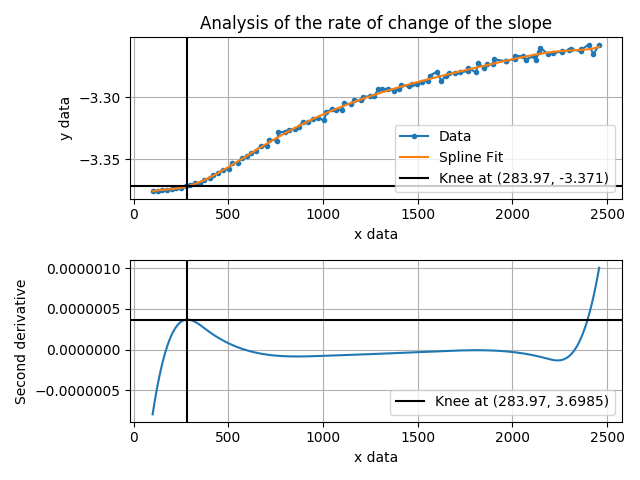 Analysis of the rate of change of the slope
y data
−3.30
−3.35
Data
Spline Fit
Knee at (283.97, -3.371)
0 500 1000 1500 2000 2500
x data
Second derivative
0.0000010
0.0000005
0.0000000
−0.0000005
Knee at (283.97, 3.6985)
0 500 1000 1500 2000 2500
x data